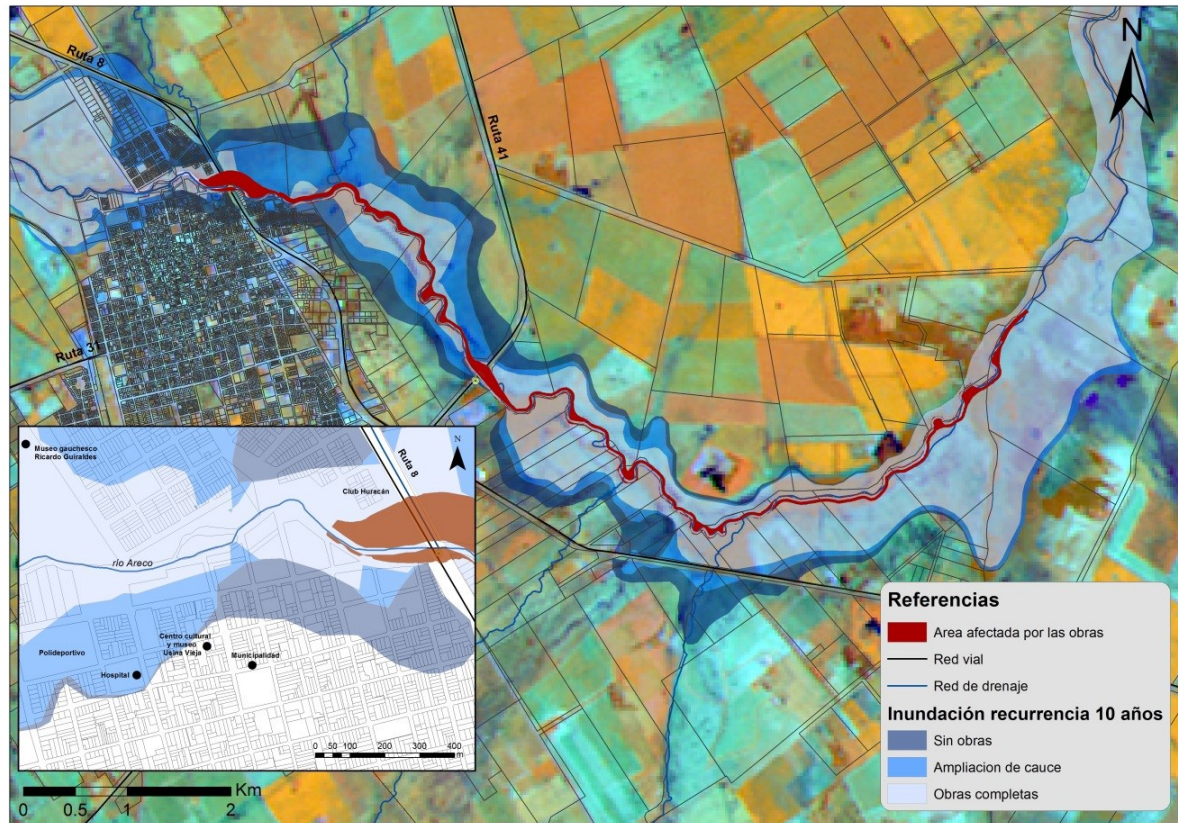 Ruta 8
N
Ruta 41
Ruta 31
Museo gauchesco
Ricardo Guiraldes
N
Ruta 8
Club Huracán
río Areco
Centro cultural
y museo
Usina Vieja
Polideportivo
Municipalidad
Hospital
0 50 100 200 300 400
m
Km
0 0.5 1 2
Referencias
Area afectada por las obras
Red vial
Red de drenaje
Inundación recurrencia 10 años
Sin obras
Ampliacion de cauce
Obras completas